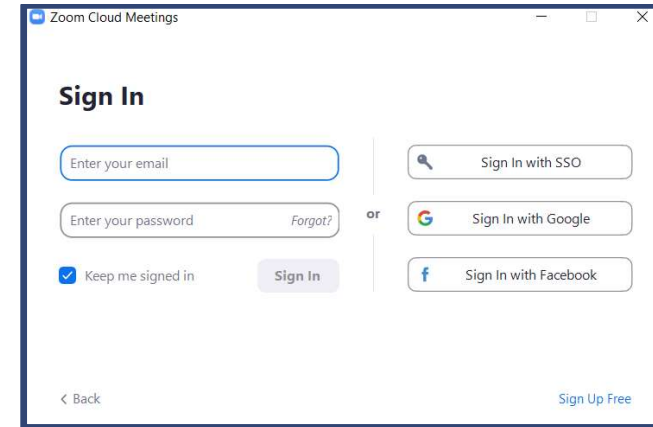 Zoom Cloud Meetings
Sign In
Enter your email
Enter your password Forgot?
Keep me signed in Sign In
or
Sign In with SSO
Sign In with Google
Sign In with Facebook
< Back
Sign Up Free